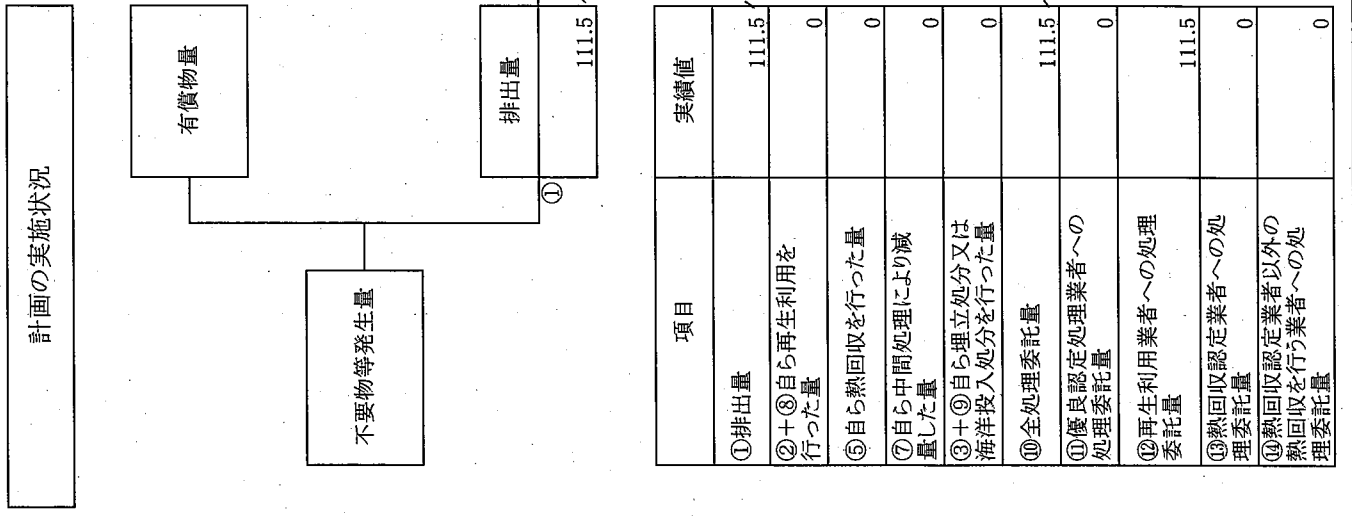 計画の実施状況
有償物量
不要物等発生量
排出量
①
111.5
項目
実績値
①排出量
111.5
②+⑧自ら再生利用を
行った量
0
⑤自ら熱回収を行った量
0
⑦自ら中間処理により減
量した量
0
③+⑨自ら埋立処分又は
海洋投入処分を行った量
0
⑩全処理委託量
111.5
⑪優良認定処理業者への
処理委託量
0
⑫再生利用業者への処理
委託量
111.5
⑬熱回収認定業者への処
理委託量
0
⑭熱回収認定業者以外の
熱回収を行う業者への処
理委託量
0